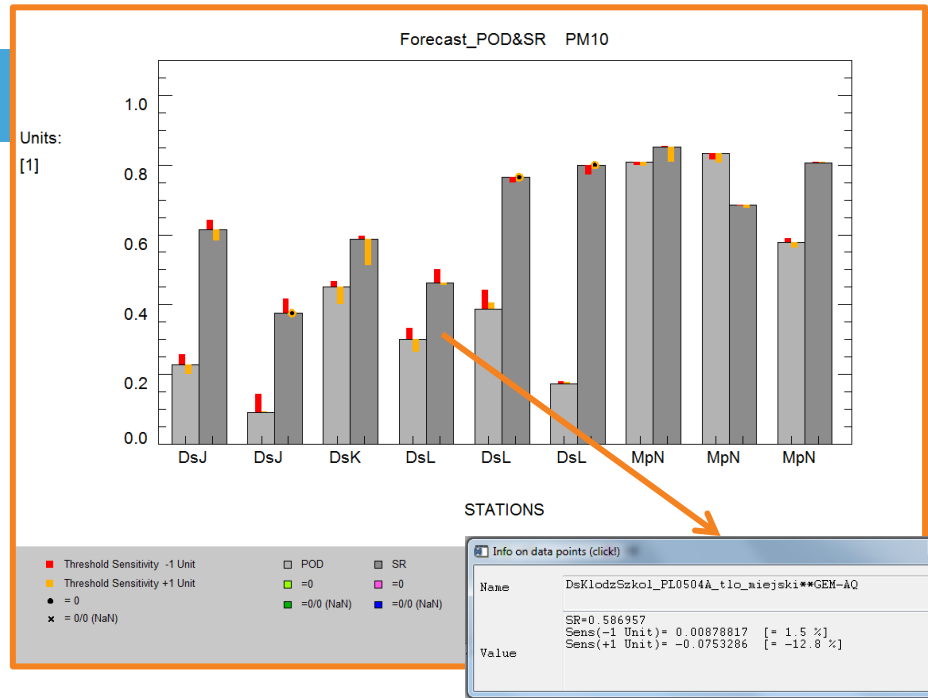 Forecast_POD&SR PM10
Units:
[1]
1.0
0.8
0.6
0.4
0.2
0.0
DsJ DsJ DsK DsL DsL DsL MpN MpN MpN
STATIONS
Threshold Sensitivity -1 Unit
Threshold Sensitivity +1 Unit
= 0
= 0/0 (NaN)
POD SR
=0 =0
=0/0 (NaN) =0/0 (NaN)
Info on data points (click!)
Name DsKlodzSzkol_PL0504A_tlo_miejski**GEM-AQ
SR=0.586957
Sens(-1 Unit)= 0.00878817 [= 1.5 %]
Sens(+1 Unit)= -0.0753286 [= -12.8 %]
Value